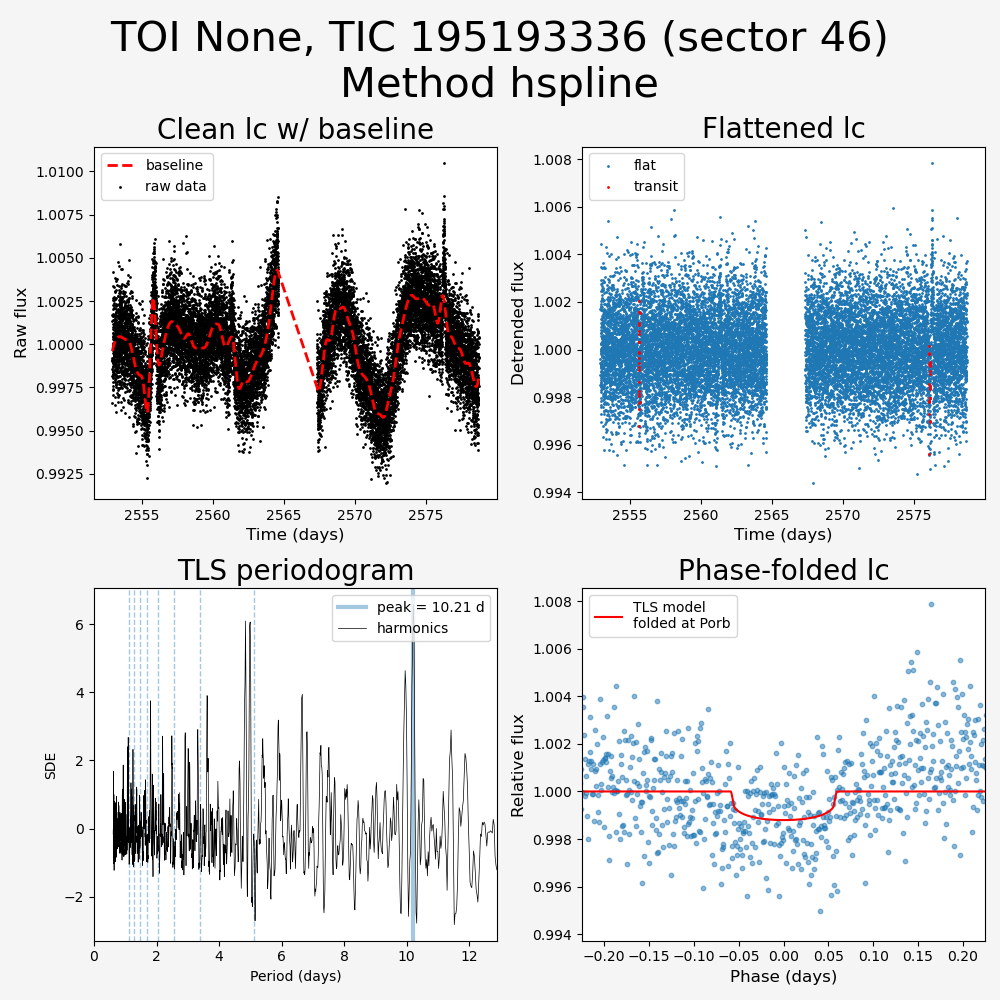 TOI None, TIC 195193336 (sector 46)
Method hspline
Clean lc w/ baseline
baseline
raw data
1.0100
1.0075
1.0050
1.0025
1.0000
0.9975
0.9950
0.9925
Raw flux
2555 2560 2565 2570 2575
Time (days)
Flattened lc
flat
transit
1.008
1.006
1.004
1.002
1.000
0.998
0.996
0.994
Detrended flux
2555 2560 2565 2570 2575
Time (days)
TLS periodogram
peak = 10.21 d
harmonics
6
4
2
0
−2
SDE
0 2 4 6 8 10 12
Period (days)
Phase-folded lc
TLS model
folded at Porb
1.008
1.006
1.004
1.002
1.000
0.998
0.996
0.994
Relative flux
−0.20 −0.15 −0.10 −0.05 0.00 0.05 0.10 0.15 0.20
Phase (days)